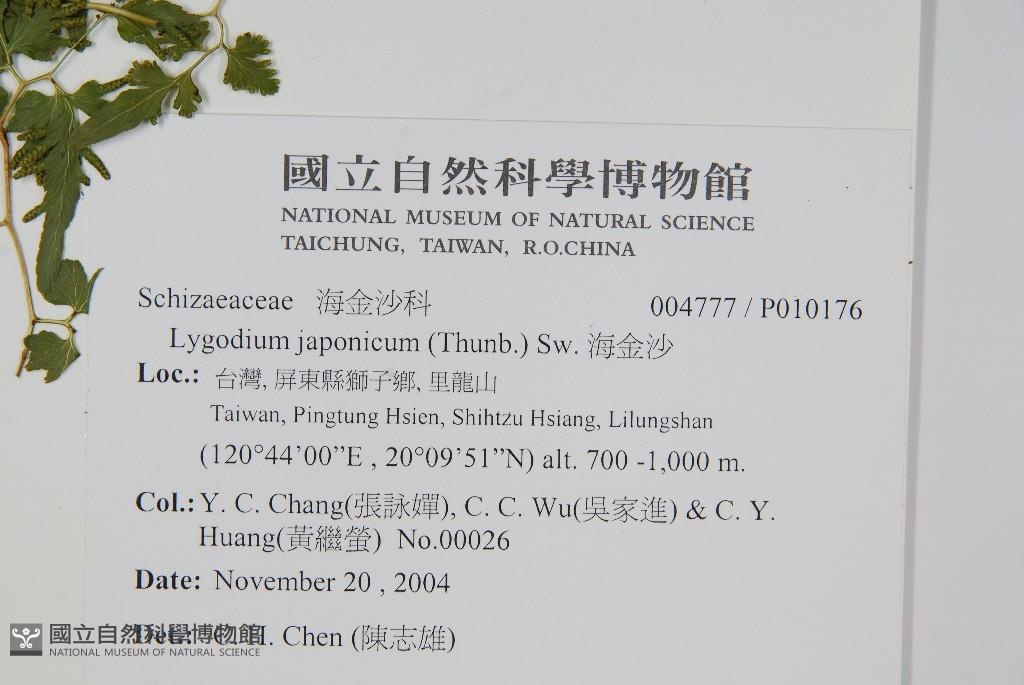 國立自然科學博物館
NATIONAL MUSEUM OF NATURAL SCIENCE
TAICHUNG, TAIWAN, R.O.CHINA
Schizaeaceae 海金沙科 004777 / P010176
Lygodium japonicum (Thunb.) Sw. 海金沙
Loc.: 台灣, 屏東縣獅子鄉, 里龍山
Taiwan, Pingtung Hsien, Shihtzu Hsiang, Lilungshan
(120°44’00”E , 20°09’51”N) alt. 700 -1,000 m.
Col.: Y. C. Chang(張詠嬋), C. C. Wu(吳家進) & C. Y.
Huang(黃繼螢) No.00026
Date: November 20 , 2004
H. Chen (陳志雄)
國立自然科學博物館
NATIONAL MUSEUM OF NATURAL SCIENCE